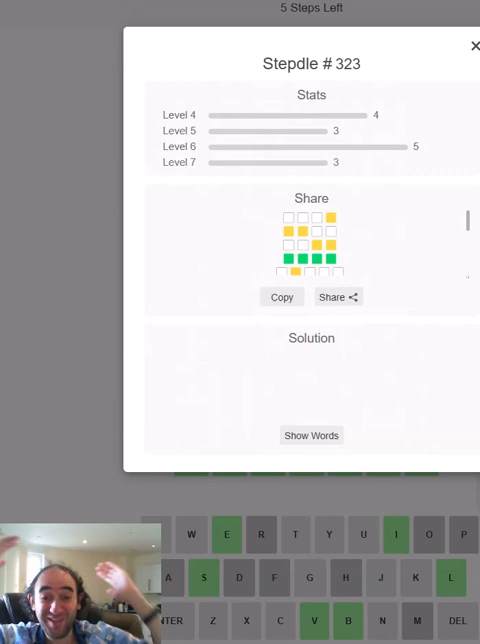 5 Steps Left
Stepdle # 323
Stats
Level 4 4
Level 5 3
Level 6 5
Level 7 3
Share
Copy Share
Solution
Show Words
W E R T Y U I O P
A S D F G H J K L
NTER Z X C V B N M DEL